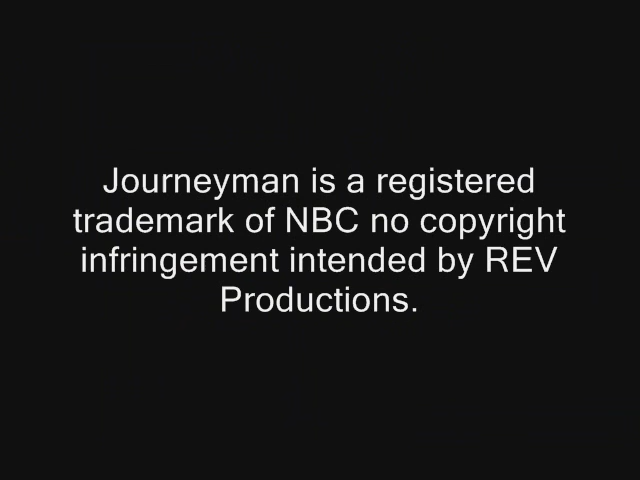 Journeyman is a registered
trademark of NBC no copyright
infringement intended by REV
Productions.